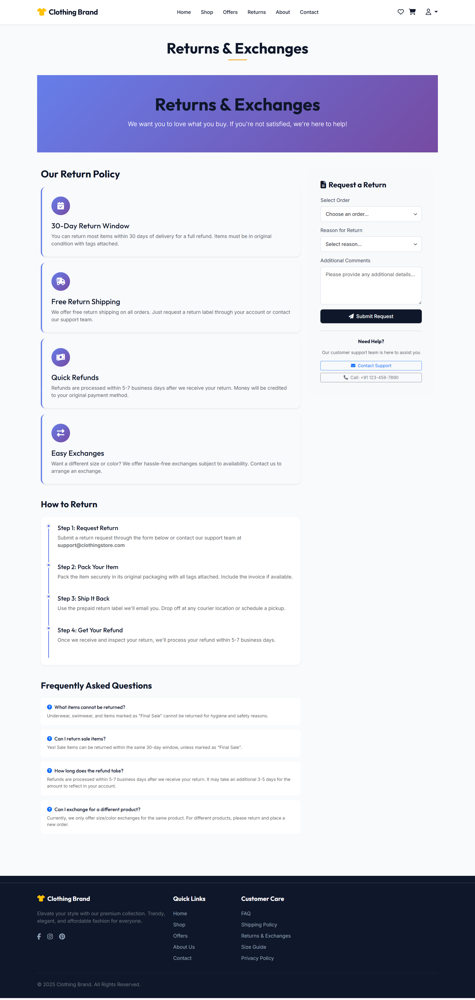 Clothing Brand
Home Shop Offers Returns About Contact
Returns & Exchanges
Returns & Exchanges
We want you to love what you buy. If you're not satisfied, we're here to help!
Our Return Policy
30-Day Return Window
You can return most items within 30 days of delivery for a full refund. Items must be in original
condition with tags attached.
Free Return Shipping
We offer free return shipping on all orders. Just request a return label through your account or contact
our support team.
Quick Refunds
Refunds are processed within 5-7 business days after we receive your return. Money will be credited
to your original payment method.
Easy Exchanges
Want a different size or color? We offer hassle-free exchanges subject to availability. Contact us to
arrange an exchange.
How to Return
Step 1: Request Return
Submit a return request through the form below or contact our support team at
support@clothingstore.com
Step 2: Pack Your Item
Pack the item securely in its original packaging with all tags attached. Include the invoice if available.
Step 3: Ship It Back
Use the prepaid return label we'll email you. Drop off at any courier location or schedule a pickup.
Step 4: Get Your Refund
Once we receive and inspect your return, we'll process your refund within 5-7 business days.
Frequently Asked Questions
What items cannot be returned?
Underwear, swimwear, and items marked as "Final Sale" cannot be returned for hygiene and safety reasons.
Can I return sale items?
Yes! Sale items can be returned within the same 30-day window, unless marked as "Final Sale".
How long does the refund take?
Refunds are processed within 5-7 business days after we receive your return. It may take an additional 3-5 days for the
amount to reflect in your account.
Can I exchange for a different product?
Currently, we only offer size/color exchanges for the same product. For different products, please return and place a
new order.
Request a Return
Select Order
Choose an order...
Reason for Return
Select reason...
Additional Comments
Please provide any additional details...
Submit Request
Need Help?
Our customer support team is here to assist you
Contact Support
Call: +91 123-456-7890
Clothing Brand
Elevate your style with our premium collection. Trendy,
elegant, and affordable fashion for everyone.
Quick Links
Home
Shop
Offers
About Us
Contact
Customer Care
FAQ
Shipping Policy
Returns & Exchanges
Size Guide
Privacy Policy
© 2025 Clothing Brand. All Rights Reserved.